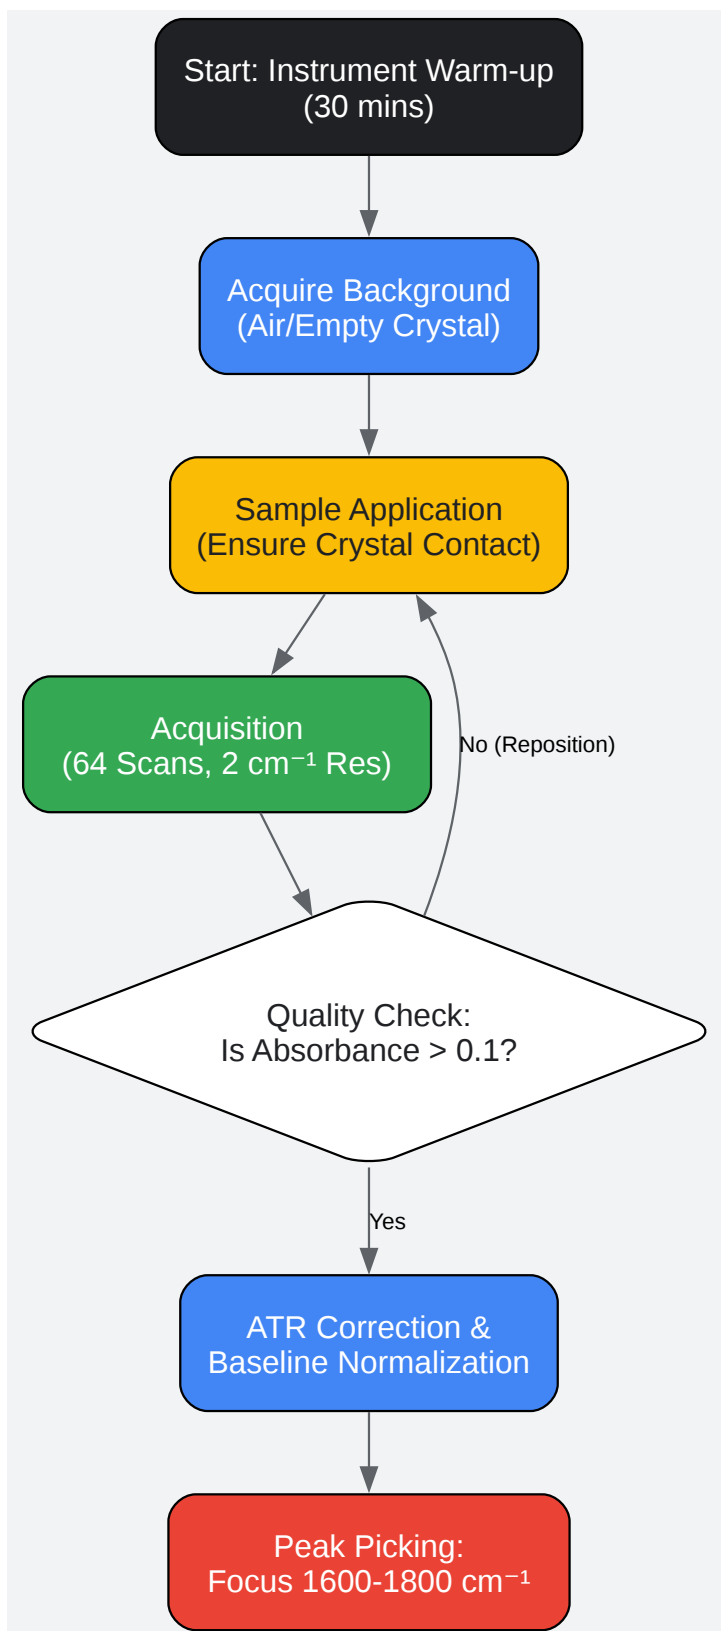 Start: Instrument Warm-up
(30 mins)
Acquire Background
(Air/Empty Crystal)
Sample Application
(Ensure Crystal Contact)
Acquisition
(64 Scans, 2 cm⁻¹ Res)
No (Reposition)
Quality Check:
Is Absorbance > 0.1?
Yes
ATR Correction &
Baseline Normalization
Peak Picking:
Focus 1600-1800 cm⁻¹